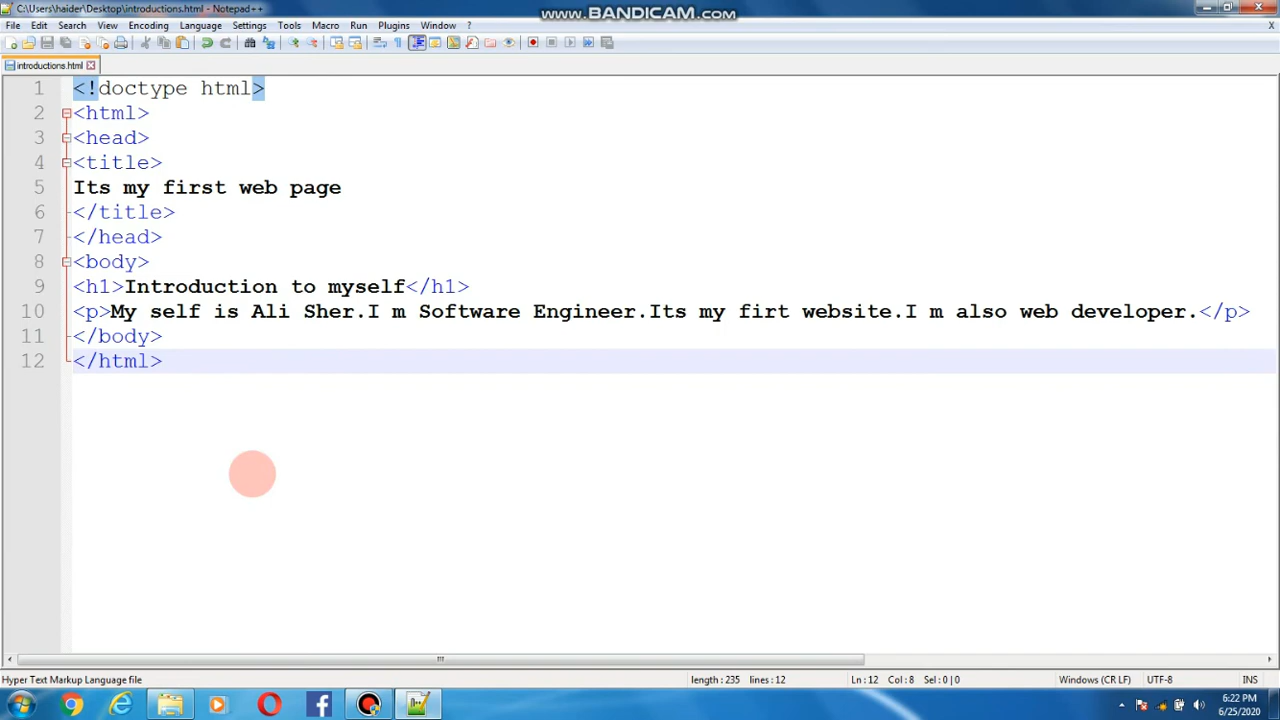 C:\Users\haider\Desktop\introductions.html - Notepad++
WWW.BANDICAM.COM
File Edit Search View Encoding Language Settings Tools Macro Run Plugins Window ? X
introductions.html
1 <!doctype html>
2 <html>
3 <head>
4 <title>
5 Its my first web page
6 </title>
7 </head>
8 <body>
9 <h1>Introduction to myself</h1>
10 <p>My self is Ali Sher.I m Software Engineer.Its my firt website.I m also web developer.</p>
11 </body>
12 </html>
Hyper Text Markup Language file length : 235 lines : 12 Ln : 12 Col : 8 Sel : 0 | 0 Windows (CR LF) UTF-8 INS
6:22 PM
6/25/2020